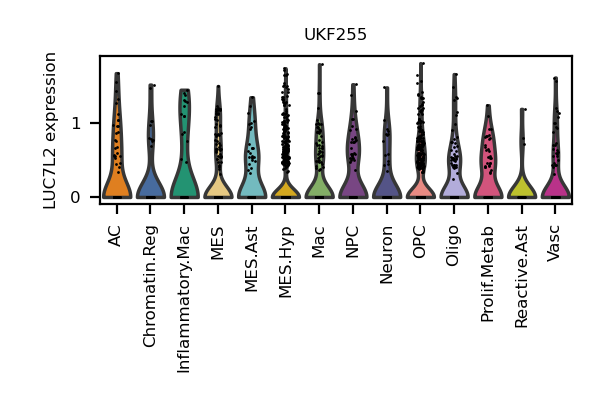 UKF255
LUC7L2 expression
1
0
AC
Chromatin.Reg
Inflammatory.Mac
MES
MES.Ast
MES.Hyp
Mac
NPC
Neuron
OPC
Oligo
Prolif.Metab
Reactive.Ast
Vasc